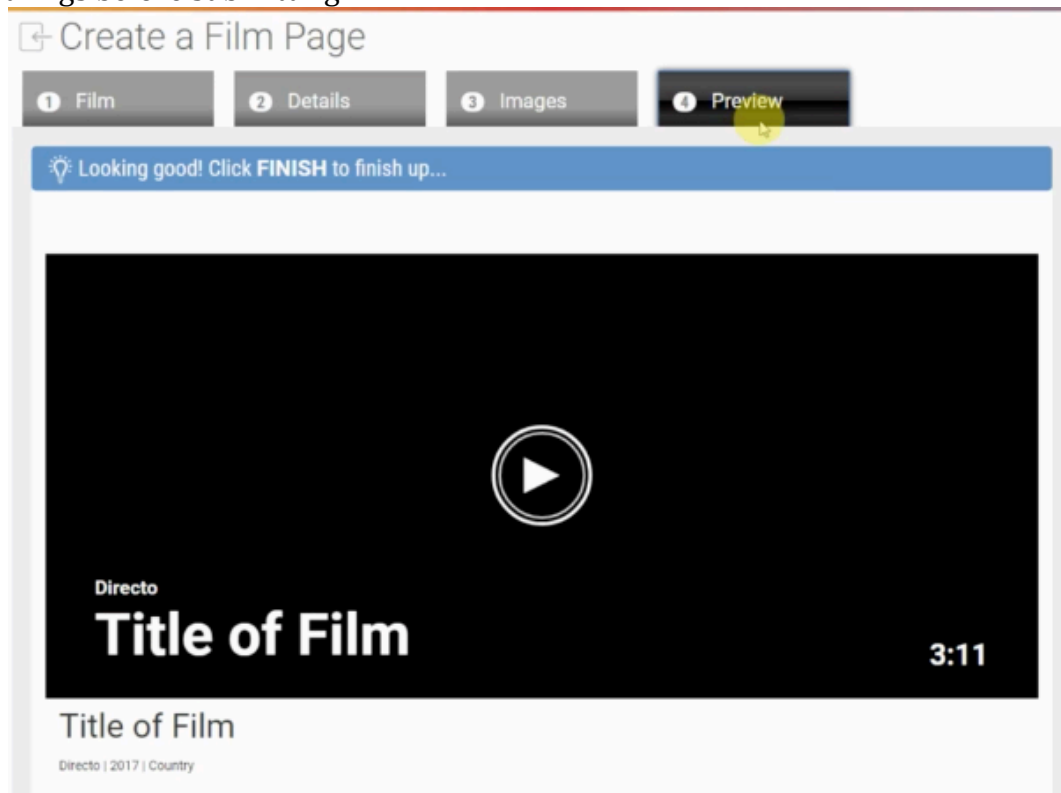 Create a Film Page
1 Film
2 Details
3 Images
4 Preview
Looking good! Click FINISH to finish up...
Directo
Title of Film
3:11
Title of Film
Directo | 2017 | Country